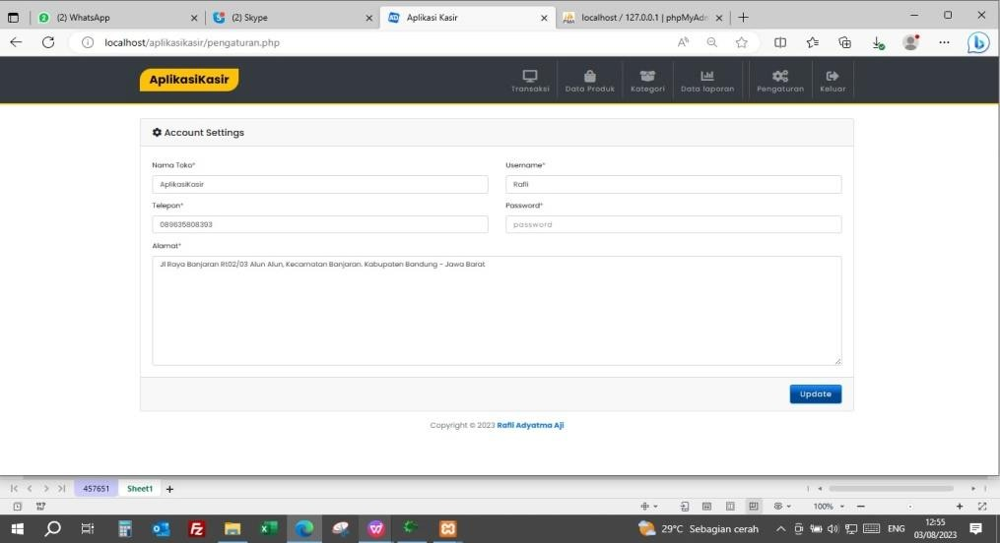 (2) WhatsApp
(2) Skype
Aplikasi Kasir
localhost / 127.0.0.1 | phpMyAdm
localhost/aplikasikasir/pengaturan.php
AplikasiKasir
Transaksi
Data Produk
Kategori
Data laporan
Pengaturan
Keluar
Account Settings
Nama Toko*
Username*
AplikasiKasir
Rafli
Telepon*
Password*
089635808393
password
Alamat*
Jl Raya Banjaran Rt02/03 Alun Alun, Kecamatan Banjaran. Kabupaten Bandung - Jawa Barat
Update
Copyright © 2023 Rafli Adyatma Aji
457651
Sheet1
100%
29°C Sebagian cerah
ENG
12:55
03/08/2023